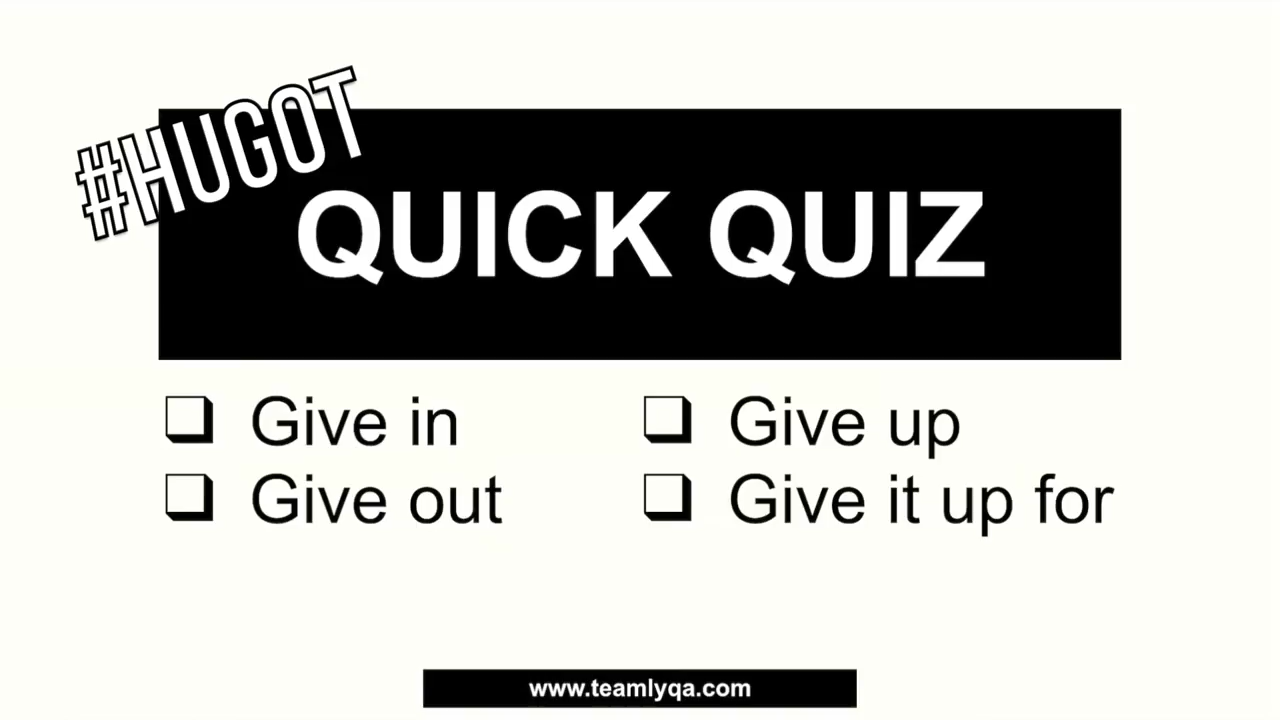 #HUGOT
QUICK QUIZ
❑ Give in
❑ Give out
❑ Give up
❑ Give it up for
www.teamlyqa.com